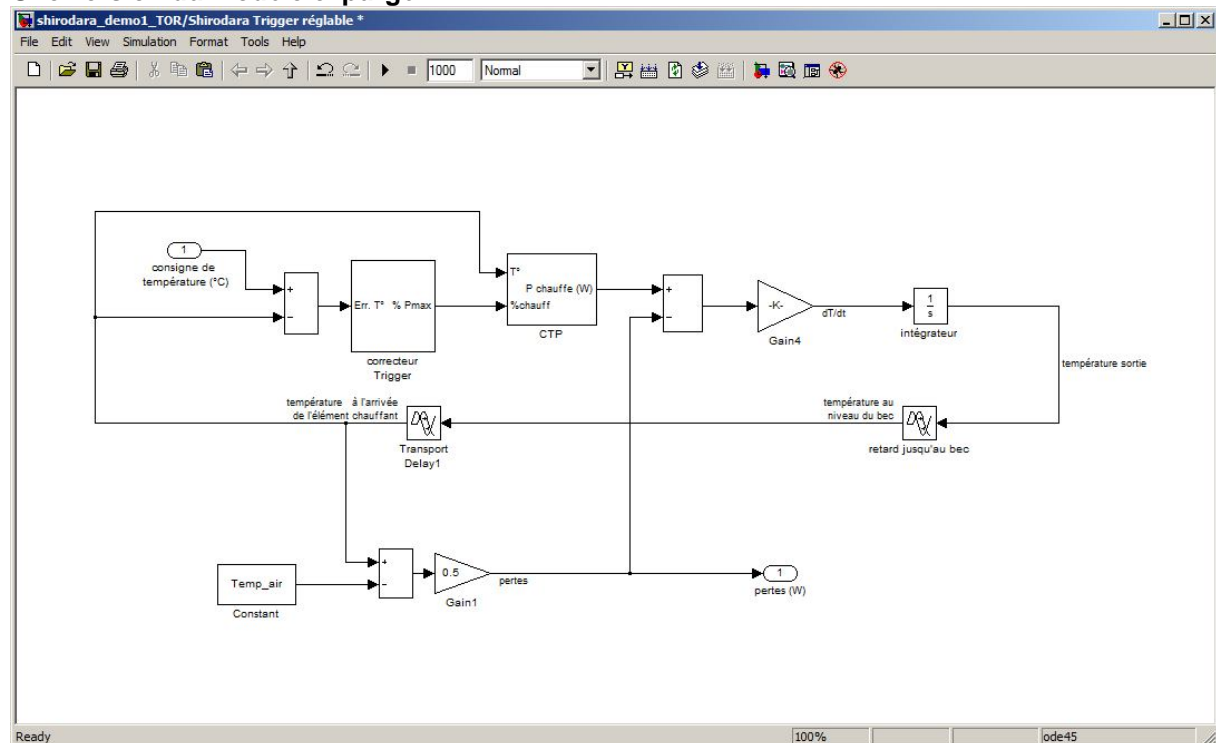 shirodara_demo1_TOR/Shirodara Trigger réglable *
File Edit View Simulation Format Tools Help
1000 Normal
1
consigne de
température (°C)
+
−
Err. T° % Pmax
correcteur
Trigger
T°
P chauffe (W)
%chauff
CTP
+
−
-K-
Gain4
dT/dt
1
s
intégrateur
température sortie
température à l'arrivée
de l'élément chauffant
Transport
Delay1
température au
niveau du bec
retard jusqu'au bec
Temp_air
Constant
+
−
0.5
Gain1
pertes
1
pertes (W)
Ready 100% ode45